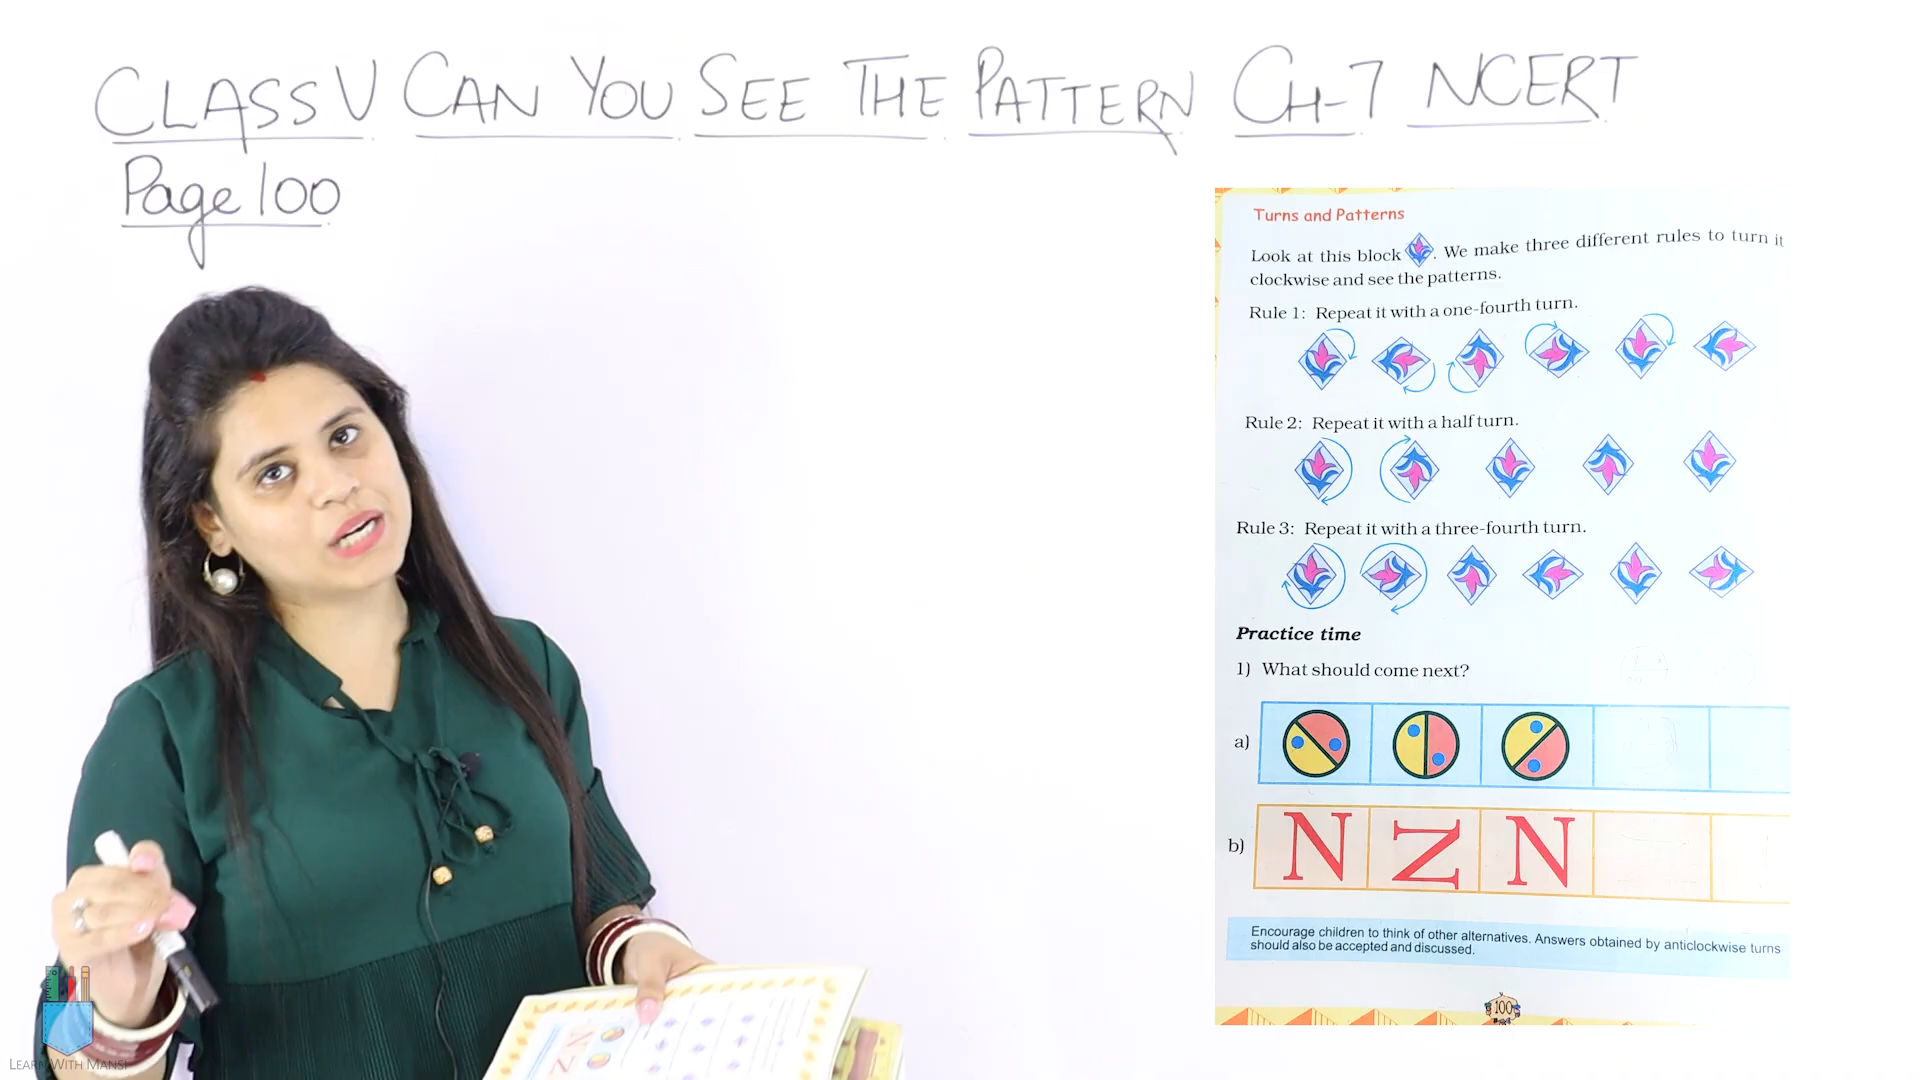 CLASS V CAN YOU SEE THE PATTERN CH-7 NCERT
Page 100
Turns and Patterns
Look at this block . We make three different rules to turn it
clockwise and see the patterns.
Rule 1: Repeat it with a one-fourth turn.
Rule 2: Repeat it with a half turn.
Rule 3: Repeat it with a three-fourth turn.
Practice time
1) What should come next?
a)
b) N Z N
Encourage children to think of other alternatives. Answers obtained by anticlockwise turns
should also be accepted and discussed.
100
LEARN WITH MANSI